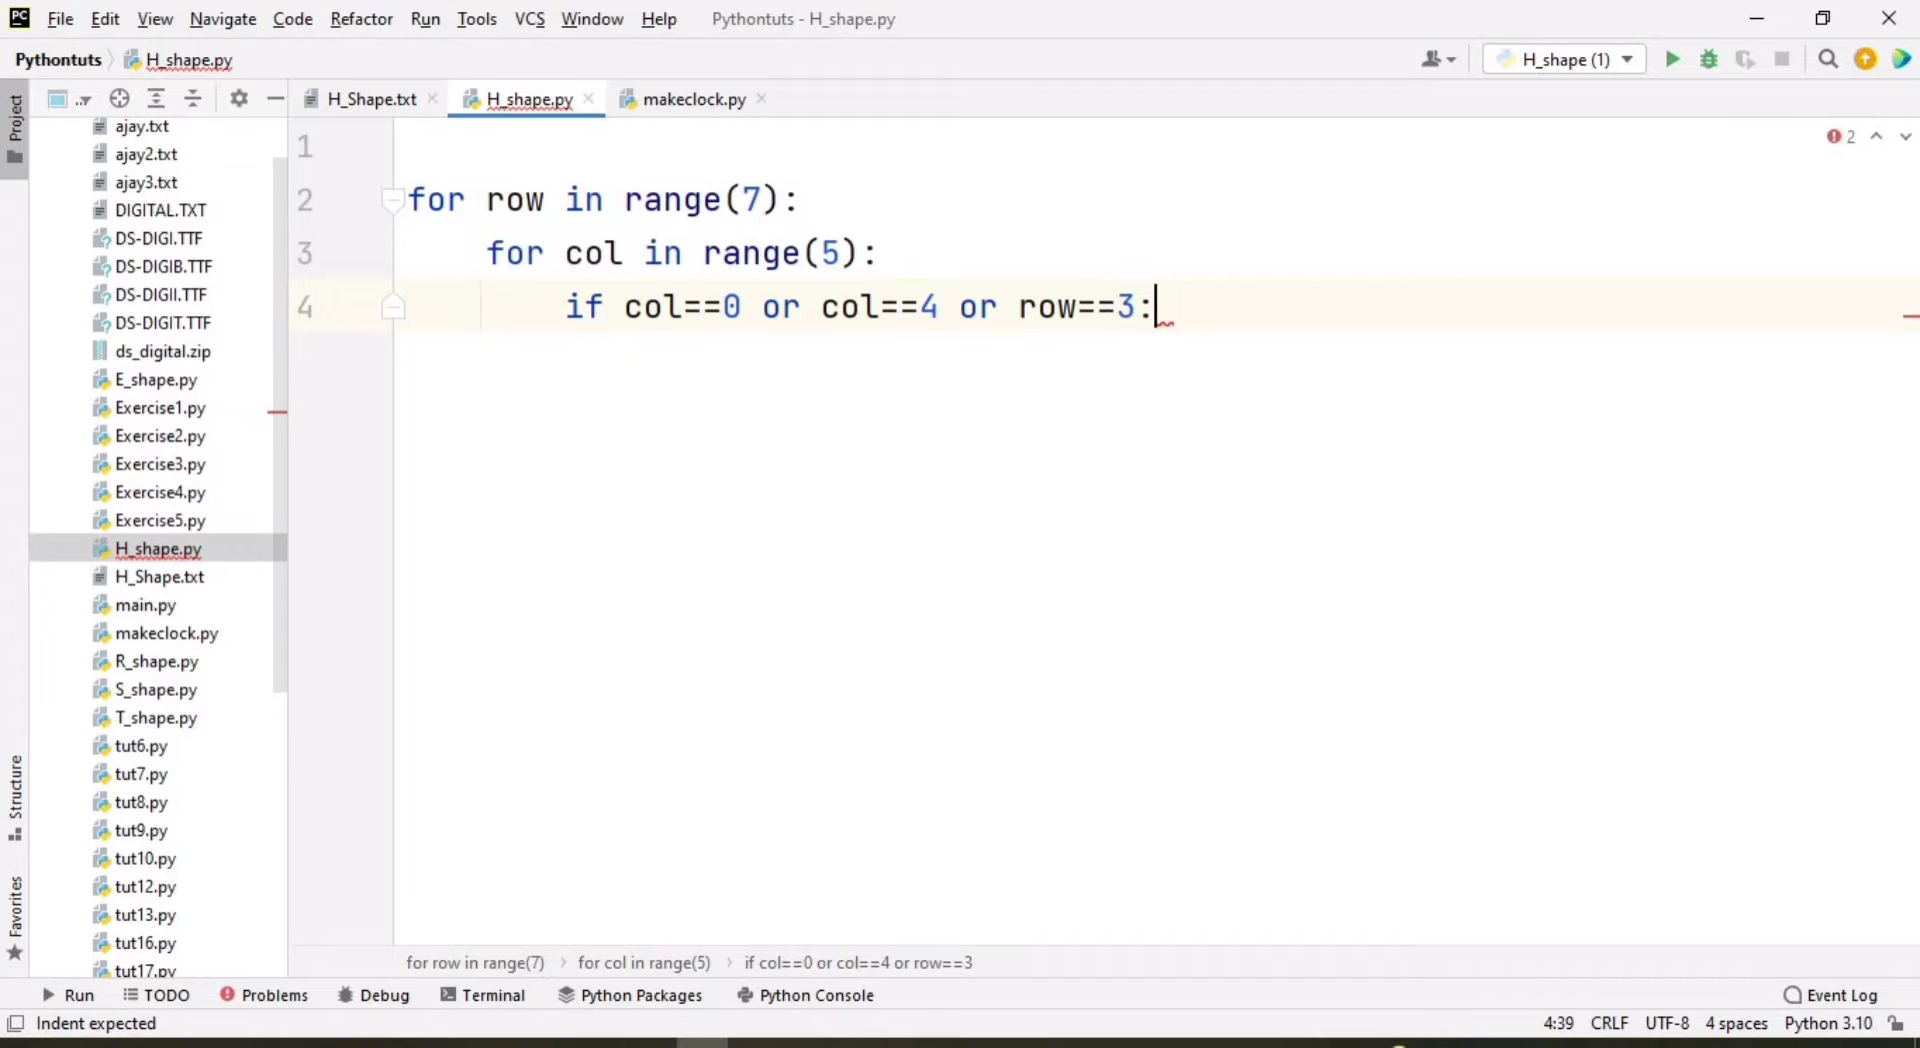 PC File Edit View Navigate Code Refactor Run Tools VCS Window Help Pythontuts - H_shape.py
Pythontuts H_shape.py H_shape (1)
Project H_Shape.txt H_shape.py makeclock.py
ajay.txt
ajay2.txt
ajay3.txt
DIGITAL.TXT
DS-DIGI.TTF
DS-DIGIB.TTF
DS-DIGII.TTF
DS-DIGIT.TTF
ds_digital.zip
E_shape.py
Exercise1.py
Exercise2.py
Exercise3.py
Exercise4.py
Exercise5.py
H_shape.py
H_Shape.txt
main.py
makeclock.py
R_shape.py
S_shape.py
T_shape.py
tut6.py
tut7.py
tut8.py
tut9.py
tut10.py
tut12.py
tut13.py
tut16.py
tut17.py
Structure
Favorites
1
2 for row in range(7):
3 for col in range(5):
4 if col==0 or col==4 or row==3:
2
for row in range(7) for col in range(5) if col==0 or col==4 or row==3
Run TODO Problems Debug Terminal Python Packages Python Console Event Log
Indent expected 4:39 CRLF UTF-8 4 spaces Python 3.10